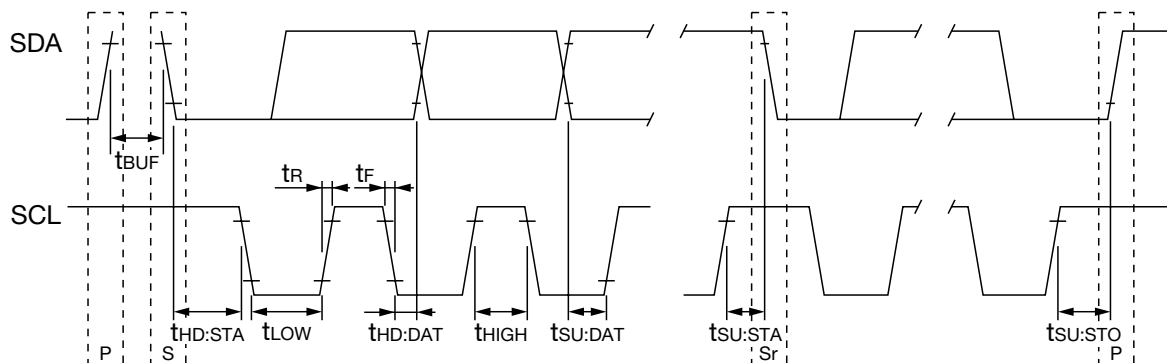 SDA
tBUF
tR
tF
SCL
tHD:STA
tLOW
tHD:DAT
tHIGH
tSU:DAT
tSU:STA
tSU:STO
P
S
Sr
P